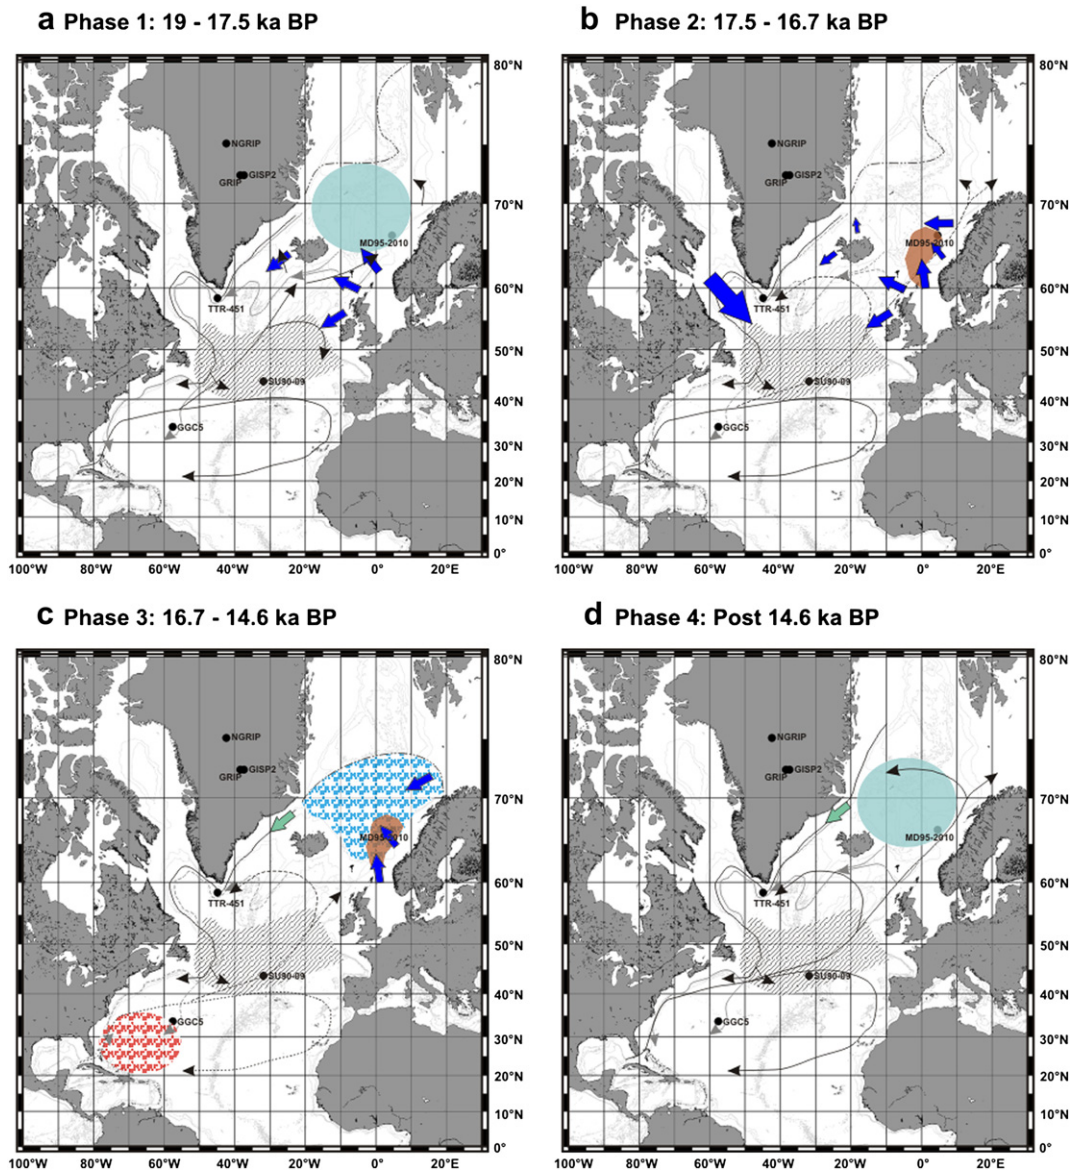 a Phase 1: 19 - 17.5 ka BP
b Phase 2: 17.5 - 16.7 ka BP
80°N
NGRIP
GISP2
GRIP
70°N
MD95-2010
60°N
TTR-451
50°N
SU90-09
40°N
GGC5
30°N
20°N
10°N
0°
100°W 80°W 60°W 40°W 20°W 0° 20°E
80°N
NGRIP
GISP2
GRIP
70°N
MD95-2010
60°N
TTR-451
50°N
SU90-09
40°N
GGC5
30°N
20°N
10°N
0°
100°W 80°W 60°W 40°W 20°W 0° 20°E
c Phase 3: 16.7 - 14.6 ka BP
d Phase 4: Post 14.6 ka BP
80°N
NGRIP
GISP2
GRIP
70°N
MD95-2010
60°N
TTR-451
50°N
SU90-09
40°N
GGC5
30°N
20°N
10°N
0°
100°W 80°W 60°W 40°W 20°W 0° 20°E
80°N
NGRIP
GISP2
GRIP
70°N
MD95-2010
60°N
TTR-451
50°N
SU90-09
40°N
GGC5
30°N
20°N
10°N
0°
100°W 80°W 60°W 40°W 20°W 0° 20°E